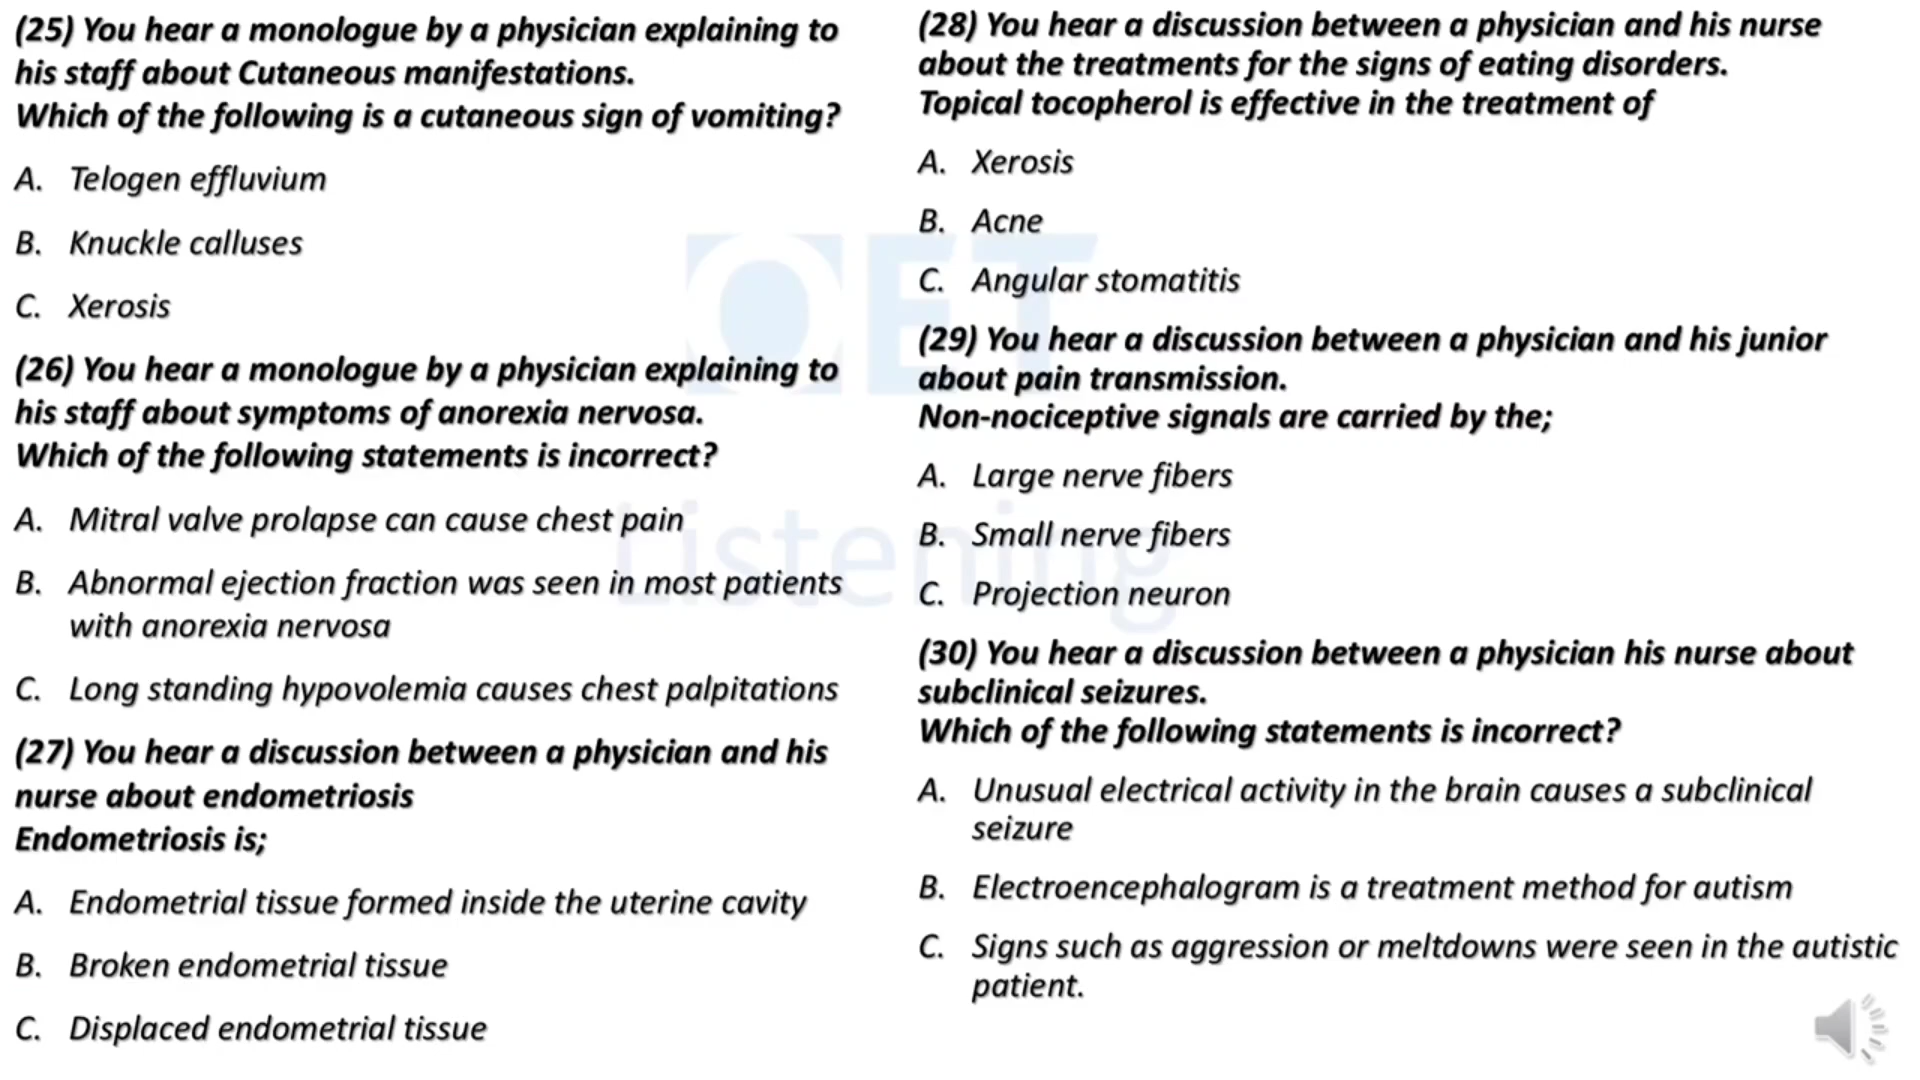 (25) You hear a monologue by a physician explaining to
his staff about Cutaneous manifestations.
Which of the following is a cutaneous sign of vomiting?
A. Telogen effluvium
B. Knuckle calluses
C. Xerosis
(26) You hear a monologue by a physician explaining to
his staff about symptoms of anorexia nervosa.
Which of the following statements is incorrect?
A. Mitral valve prolapse can cause chest pain
B. Abnormal ejection fraction was seen in most patients
with anorexia nervosa
C. Long standing hypovolemia causes chest palpitations
(27) You hear a discussion between a physician and his
nurse about endometriosis
Endometriosis is;
A. Endometrial tissue formed inside the uterine cavity
B. Broken endometrial tissue
C. Displaced endometrial tissue
(28) You hear a discussion between a physician and his nurse
about the treatments for the signs of eating disorders.
Topical tocopherol is effective in the treatment of
A. Xerosis
B. Acne
C. Angular stomatitis
(29) You hear a discussion between a physician and his junior
about pain transmission.
Non-nociceptive signals are carried by the;
A. Large nerve fibers
B. Small nerve fibers
C. Projection neuron
(30) You hear a discussion between a physician his nurse about
subclinical seizures.
Which of the following statements is incorrect?
A. Unusual electrical activity in the brain causes a subclinical
seizure
B. Electroencephalogram is a treatment method for autism
C. Signs such as aggression or meltdowns were seen in the autistic
patient.
OET
Listening